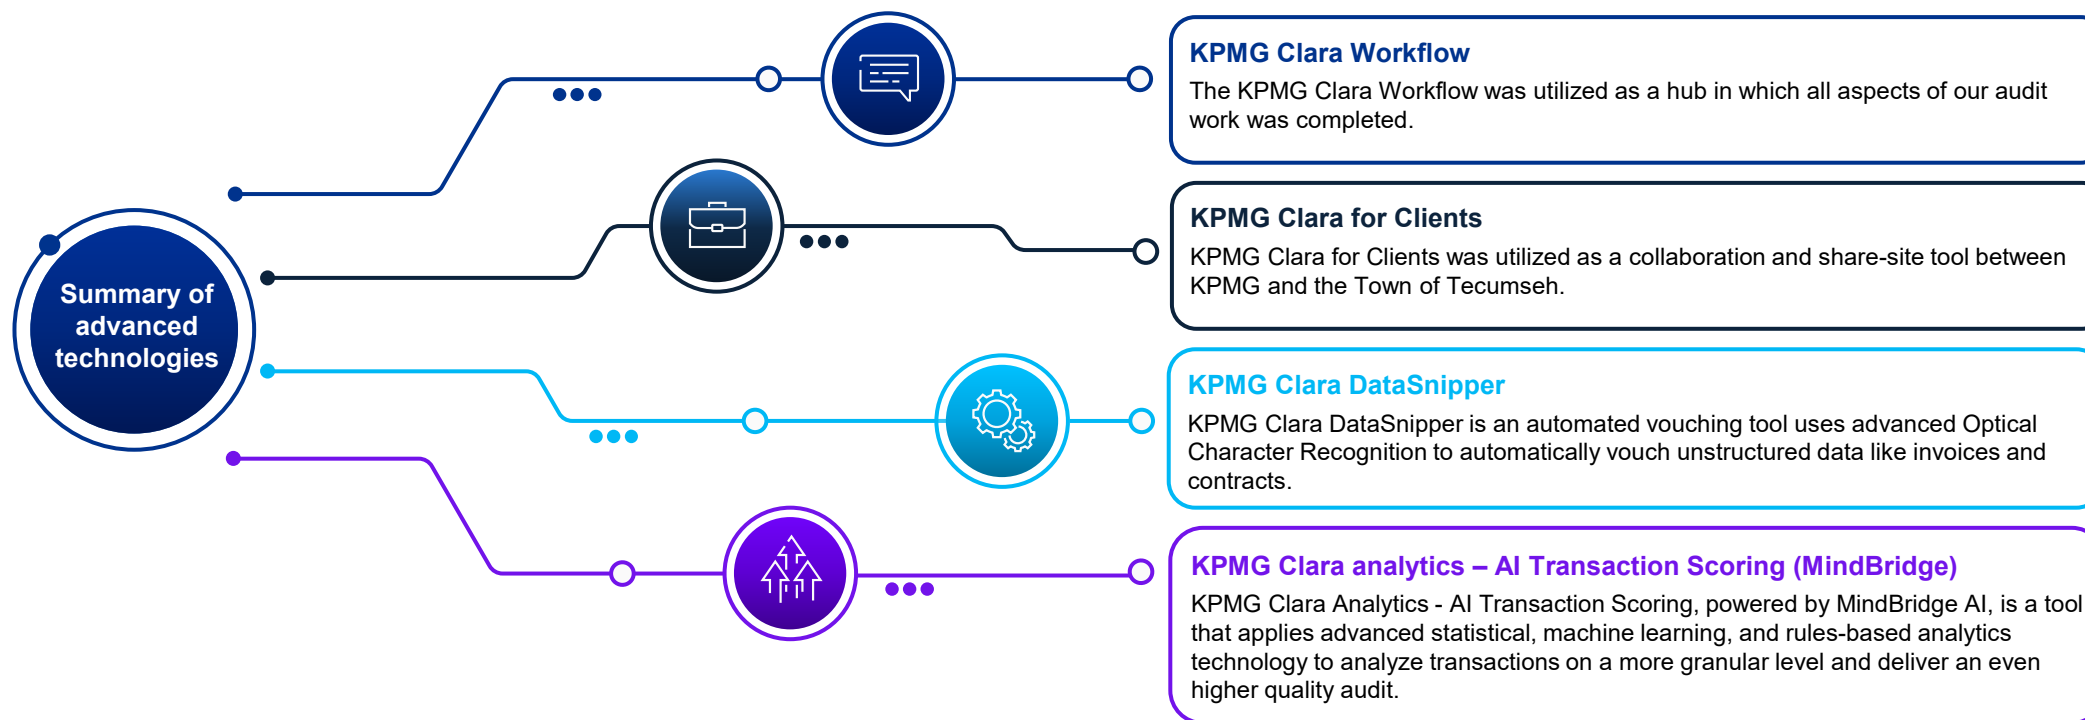 Summary of
advanced
technologies
KPMG Clara Workflow
The KPMG Clara Workflow was utilized as a hub in which all aspects of our audit
work was completed.
KPMG Clara for Clients
KPMG Clara for Clients was utilized as a collaboration and share-site tool between
KPMG and the Town of Tecumseh.
KPMG Clara DataSnipper
KPMG Clara DataSnipper is an automated vouching tool uses advanced Optical
Character Recognition to automatically vouch unstructured data like invoices and
contracts.
KPMG Clara analytics – AI Transaction Scoring (MindBridge)
KPMG Clara Analytics - AI Transaction Scoring, powered by MindBridge AI, is a tool
that applies advanced statistical, machine learning, and rules-based analytics
technology to analyze transactions on a more granular level and deliver an even
higher quality audit.